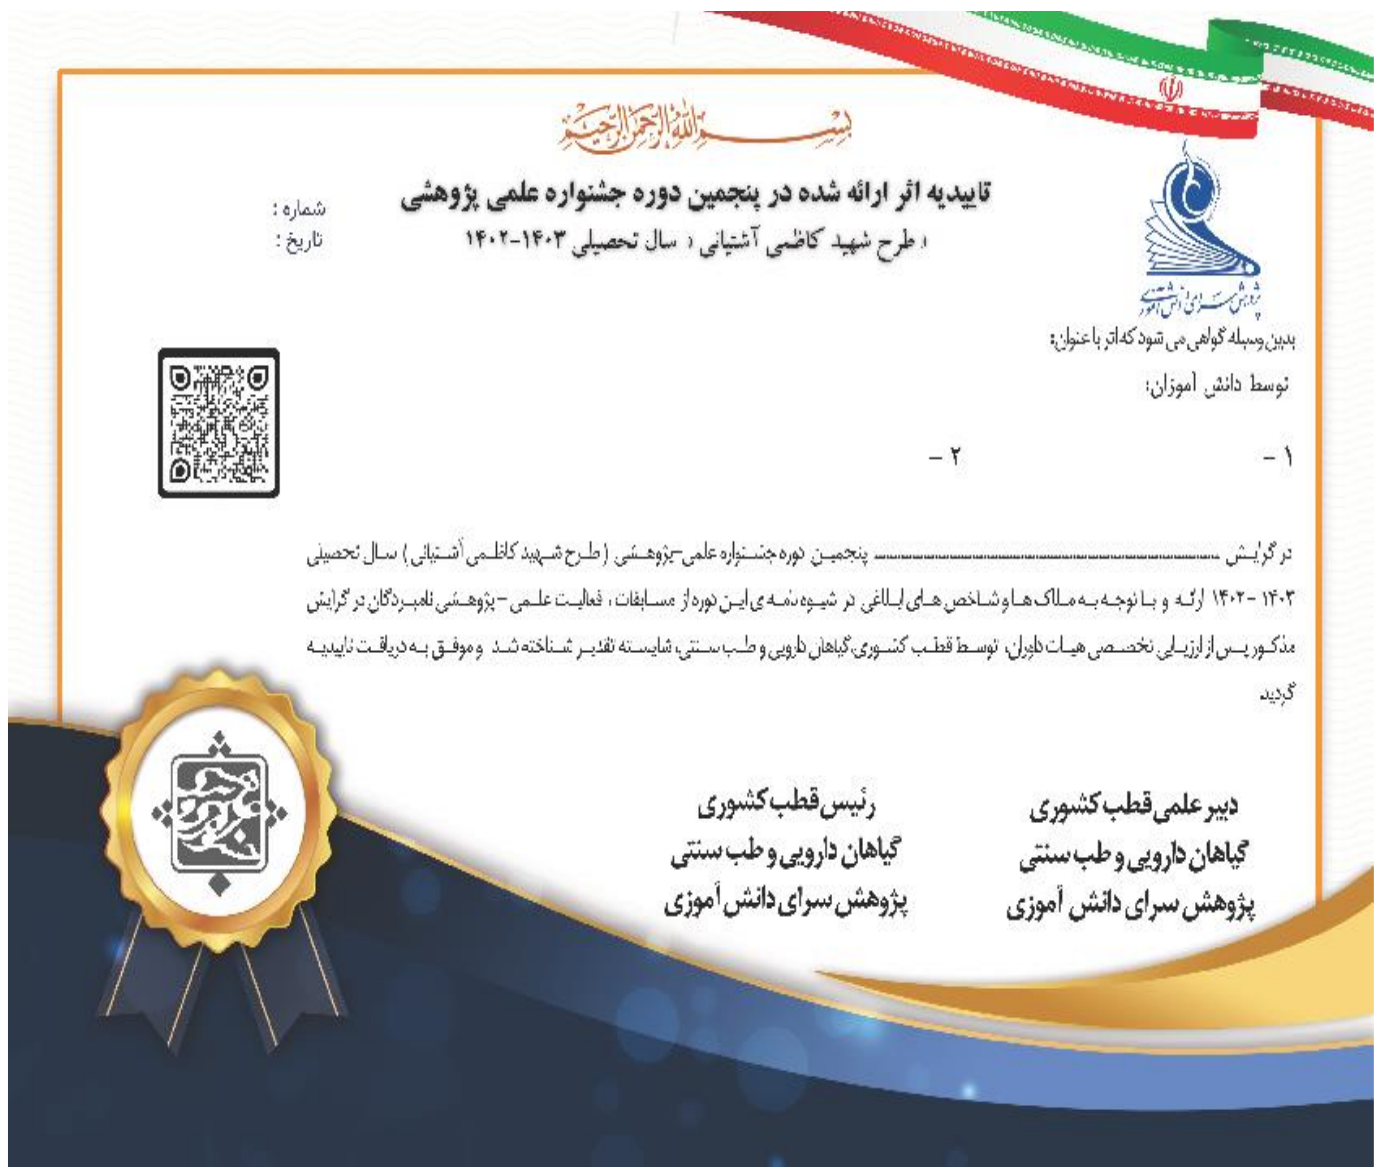 بسم الله الرحمن الرحیم
تاییدیه اثر ارائه شده در پنجمین دوره جشنواره علمی پژوهشی
( طرح شهید کاظمی آشتیانی ) سال تحصیلی ۱۴۰۳-۱۴۰۲
شماره :
تاریخ :
پژوهش سرای دانش آموزی
بدین وسیله گواهی می شود که اثر با عنوان:
توسط دانش آموزان:
۱ -
۲ -
در گرایش ........ پنجمین دوره جشنواره علمی-پژوهشی ( طرح شهید کاظمی آشتیانی ) سال تحصیلی
۱۴۰۳ -۱۴۰۲ ارائه و با توجه به ملاک ها و شاخص های ابلاغی در شیوه نامه ی این دوره از مسابقات ، فعالیت علمی - پژوهشی نامبردگان در گرایش
مذکور پس از ارزیابی تخصصی هیات داوران، توسط قطب کشوری گیاهان دارویی و طب سنتی، شایسته تقدیر شناخته شد و موفق به دریافت تاییدیه
گردید.
دبیر علمی قطب کشوری
گیاهان دارویی و طب سنتی
پژوهش سرای دانش آموزی
رئیس قطب کشوری
گیاهان دارویی و طب سنتی
پژوهش سرای دانش آموزی